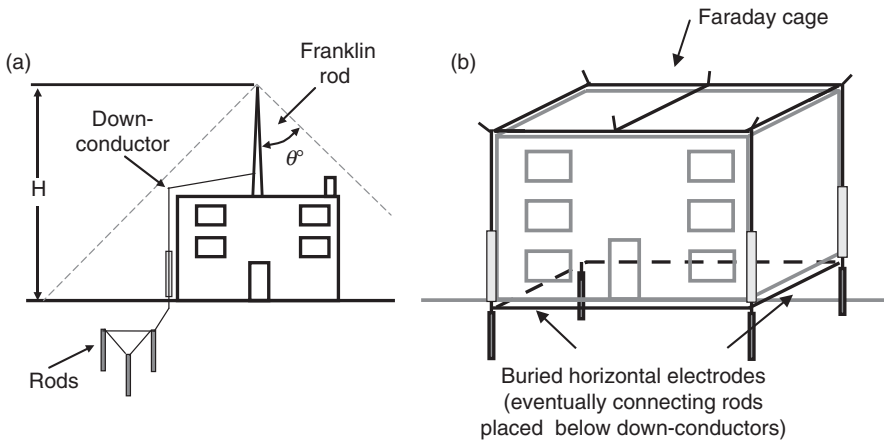 (a)
Franklin
rod
Down-
conductor
H
θ°
Rods
(b)
Faraday cage
Buried horizontal electrodes
(eventually connecting rods
placed below down-conductors)